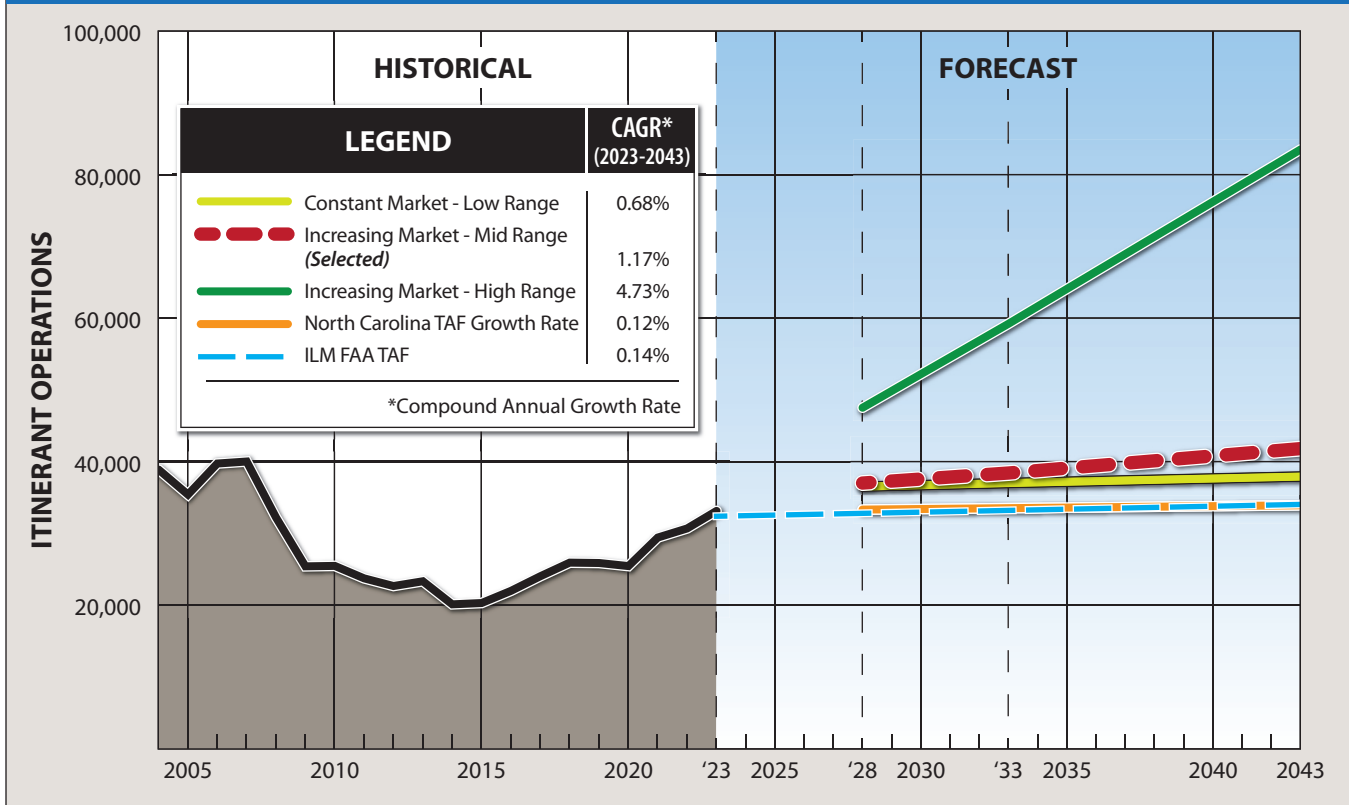 100,000
80,000
60,000
40,000
20,000
ITINERANT OPERATIONS
HISTORICAL
FORECAST
LEGEND
CAGR*
(2023-2043)
Constant Market - Low Range 0.68%
Increasing Market - Mid Range
(Selected) 1.17%
Increasing Market - High Range 4.73%
North Carolina TAF Growth Rate 0.12%
ILM FAA TAF 0.14%
*Compound Annual Growth Rate
2005 2010 2015 2020 ‘23 2025 ‘28 2030 ‘33 2035 2040 2043